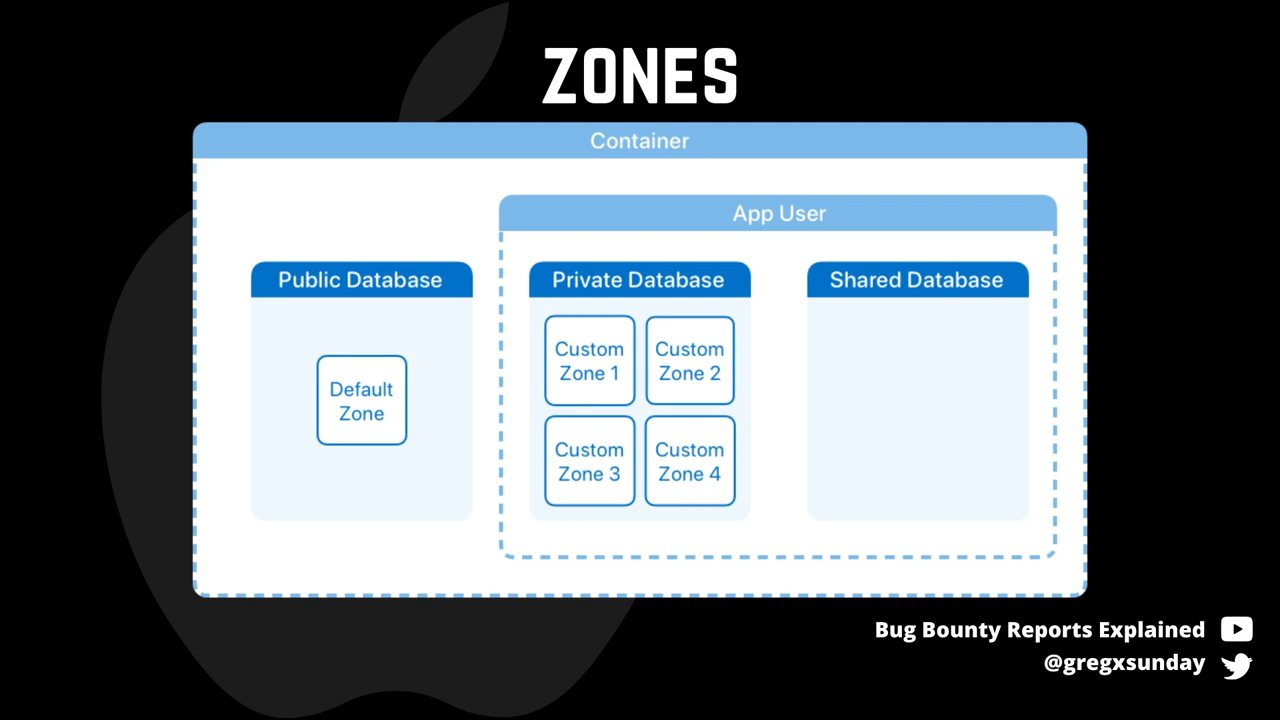 ZONES
Container
App User
Public Database
Private Database
Shared Database
Default
Zone
Custom
Zone 1
Custom
Zone 2
Custom
Zone 3
Custom
Zone 4
Bug Bounty Reports Explained
@gregxsunday